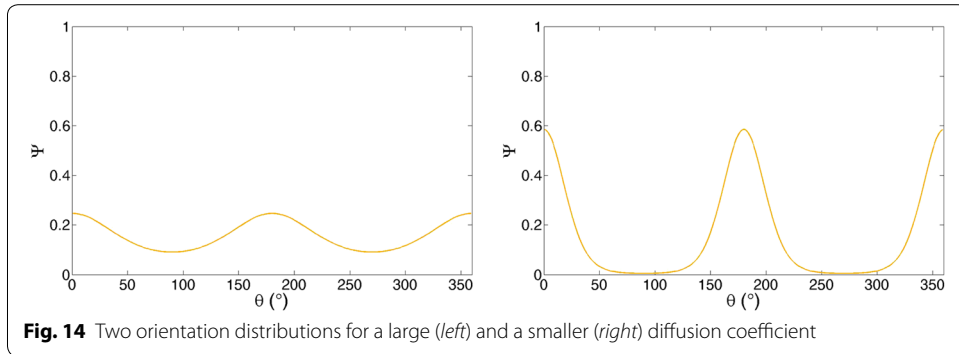 1
0.8
0.6
0.4
0.2
0
Ψ
0 50 100 150 200 250 300 350
θ (°)
1
0.8
0.6
0.4
0.2
0
Ψ
0 50 100 150 200 250 300 350
θ (°)
Fig. 14 Two orientation distributions for a large (left) and a smaller (right) diffusion coefficient